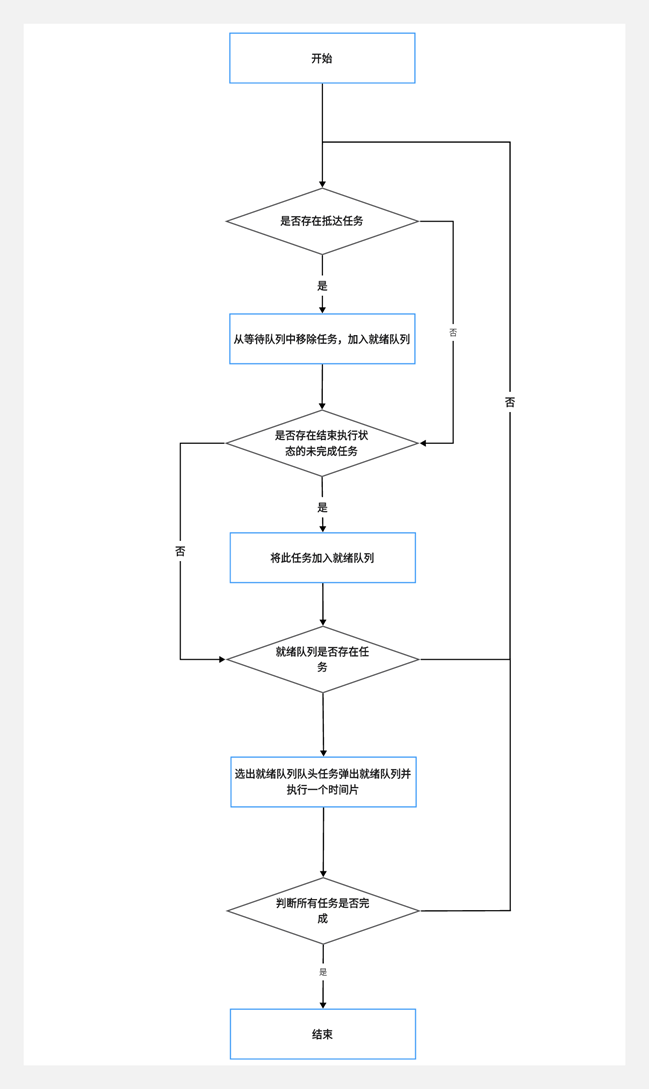 开始
是否存在抵达任务
是
从等待队列中移除任务，加入就绪队列
否
否
是否存在结束执行状
态的未完成任务
是
否
将此任务加入就绪队列
就绪队列是否存在任
务
选出就绪队列队头任务弹出就绪队列并
执行一个时间片
判断所有任务是否完
成
是
结束